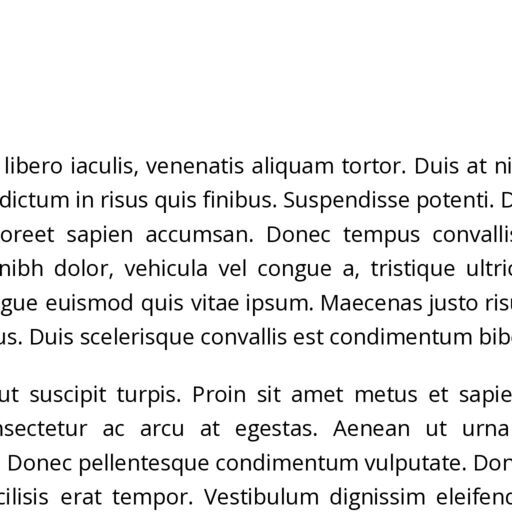 libero iaculis, venenatis aliquam tortor. Duis at ni
dictum in risus quis finibus. Suspendisse potenti. D
oreet sapien accumsan. Donec tempus convallis
nibh dolor, vehicula vel congue a, tristique ultric
gue euismod quis vitae ipsum. Maecenas justo risu
us. Duis scelerisque convallis est condimentum bibe
ut suscipit turpis. Proin sit amet metus et sapie
nsectetur ac arcu at egestas. Aenean ut urna
Donec pellentesque condimentum vulputate. Don
cilisis erat tempor. Vestibulum dignissim eleifend